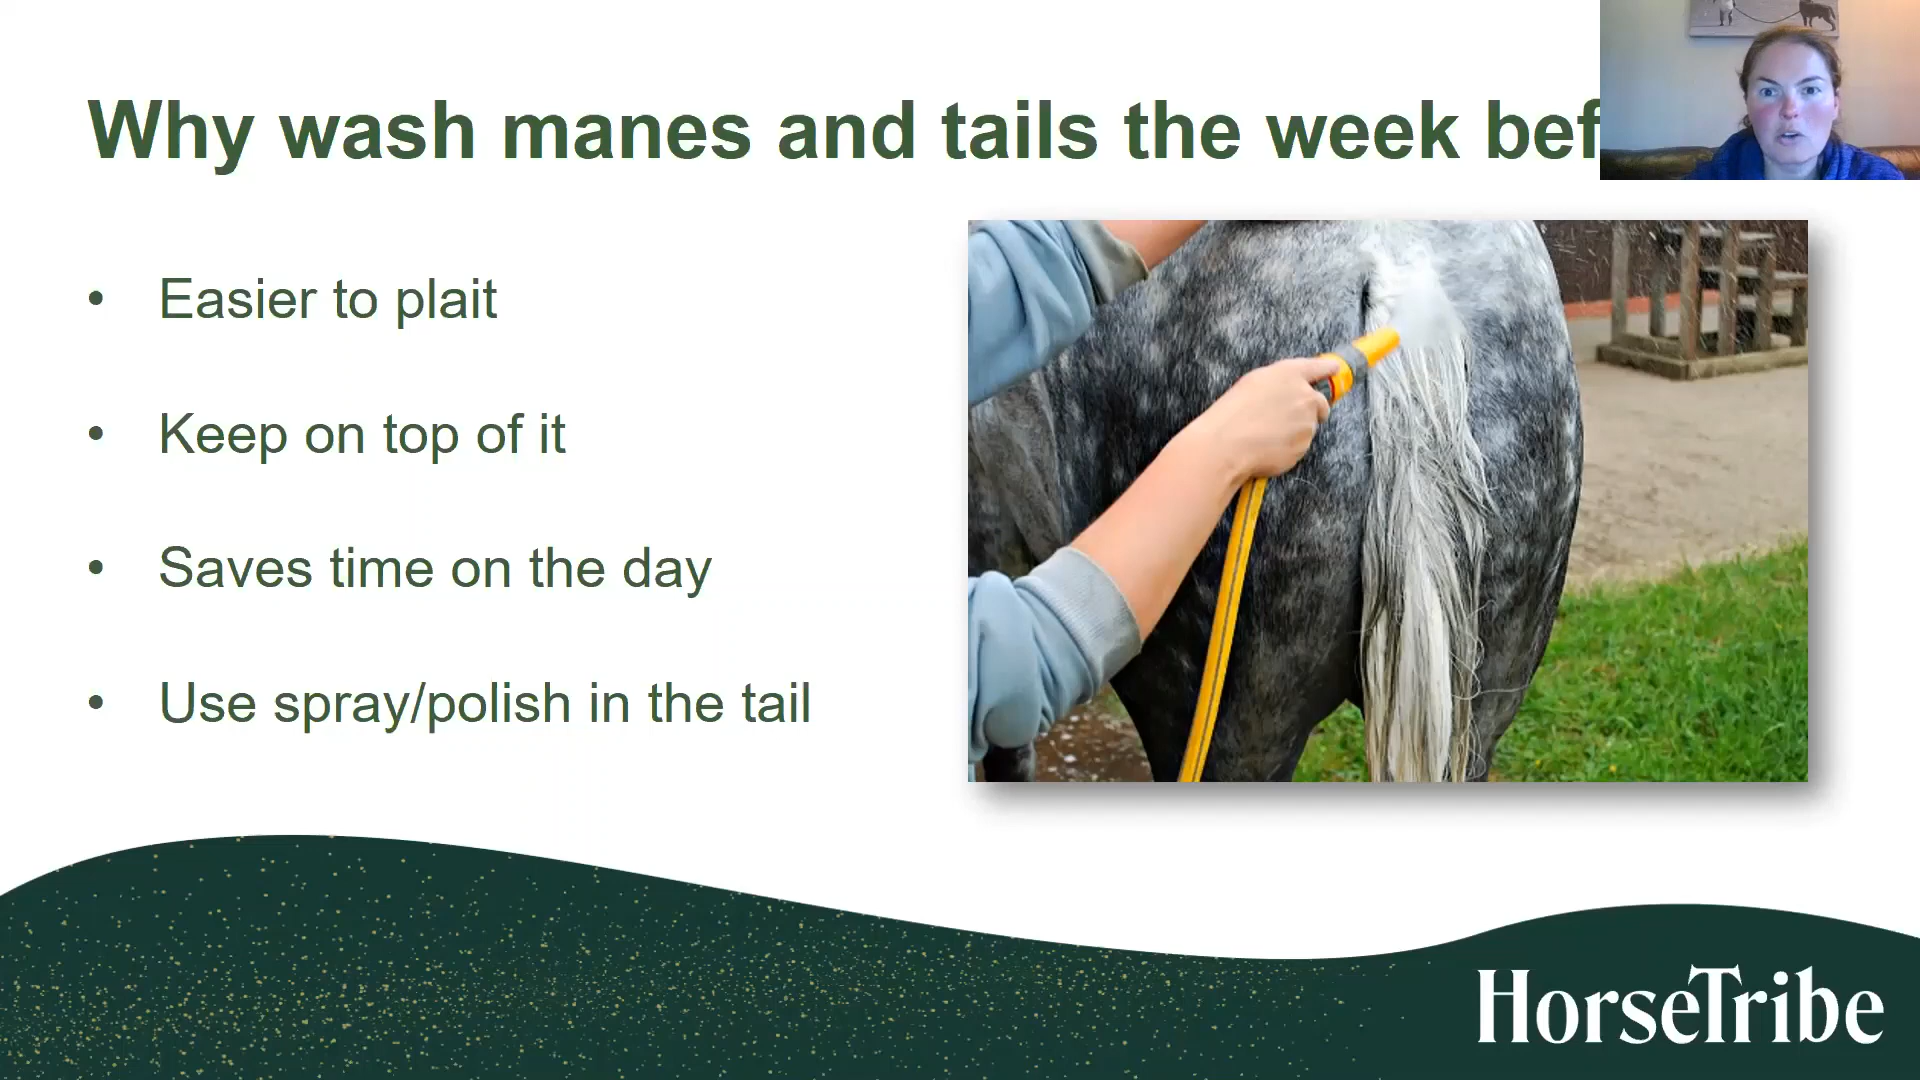 Why wash manes and tails the week bef
• Easier to plait
• Keep on top of it
• Saves time on the day
• Use spray/polish in the tail
HorseTribe